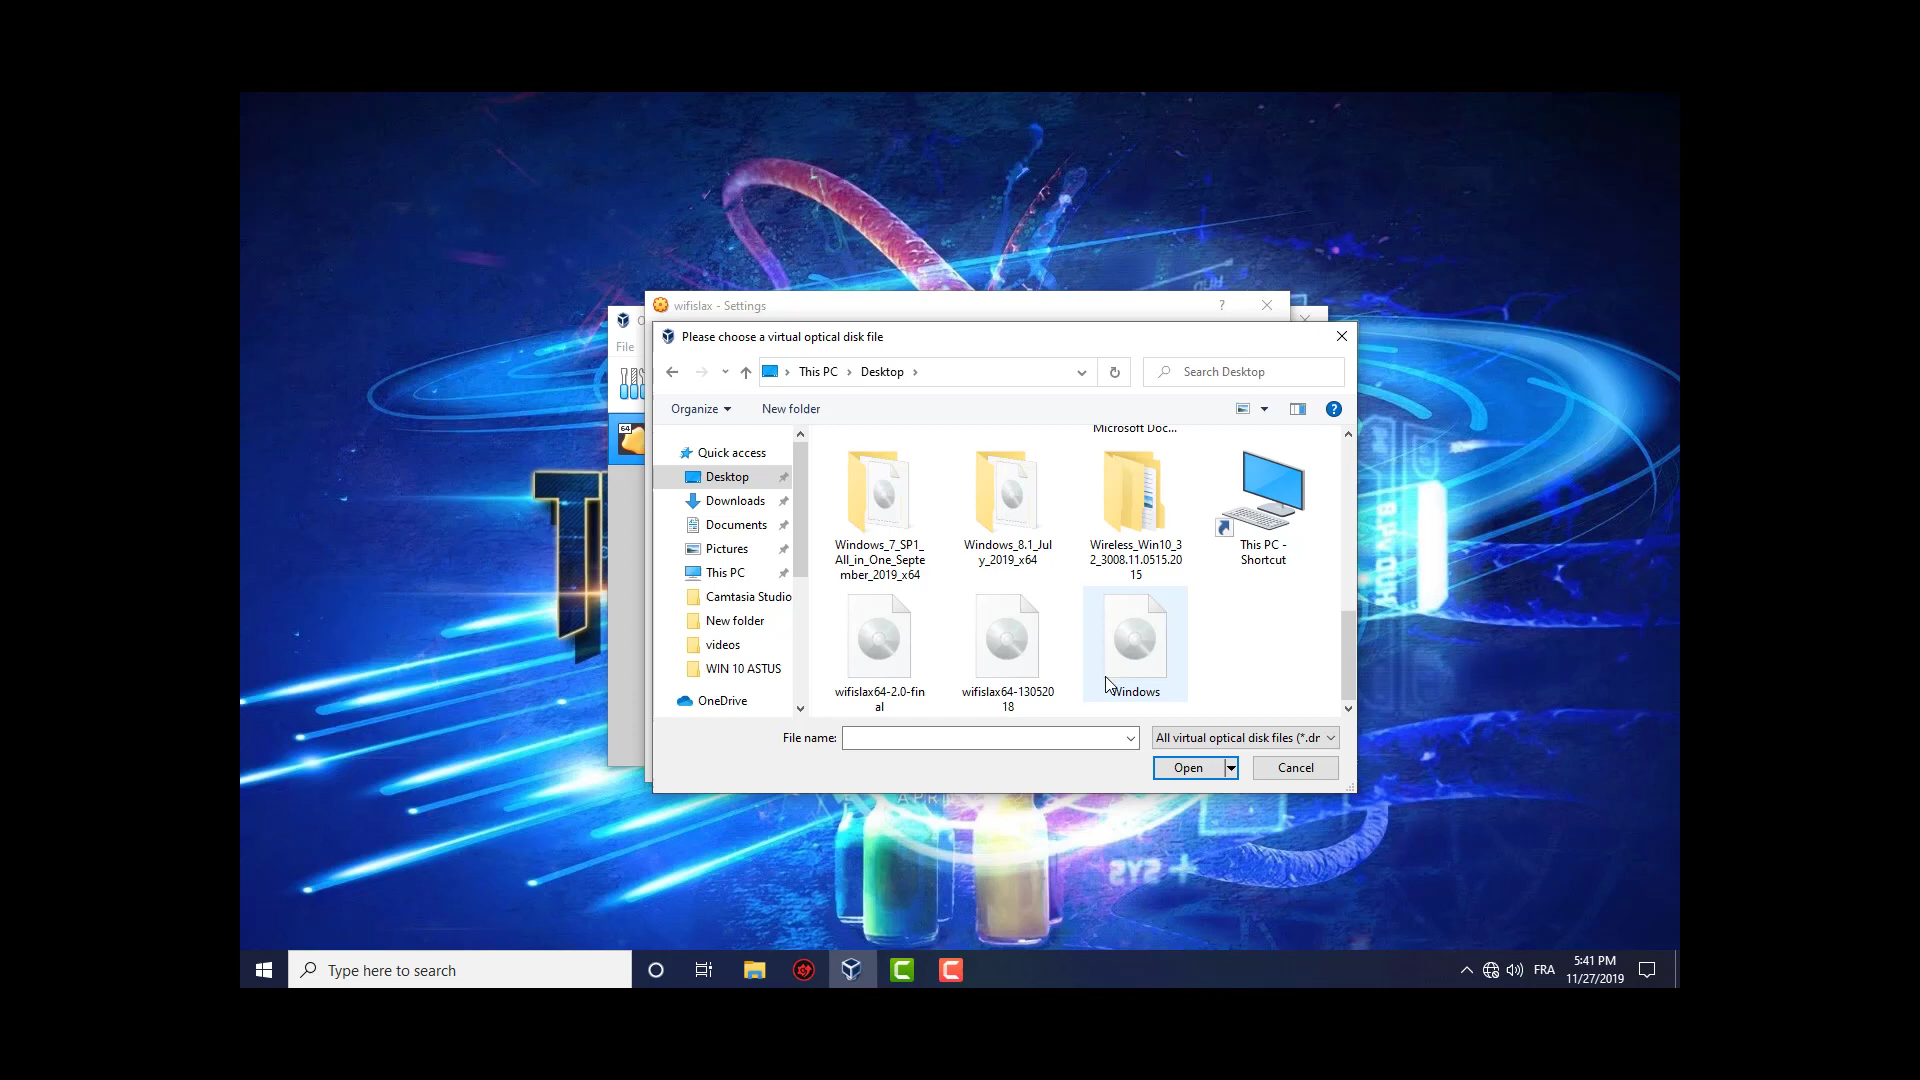 wifislax - Settings
?
O
File
64
Please choose a virtual optical disk file
This PC
Desktop
Search Desktop
Organize
New folder
?
Quick access
Desktop
Downloads
Documents
Pictures
This PC
Camtasia Studio
New folder
videos
WIN 10 ASTUS
OneDrive
Microsoft Doc...
Windows_7_SP1_
All_in_One_Septe
mber_2019_x64
Windows_8.1_Jul
y_2019_x64
Wireless_Win10_3
2_3008.11.0515.20
15
This PC -
Shortcut
wifislax64-2.0-fin
al
wifislax64-130520
18
Windows
File name:
All virtual optical disk files (*.dr
Open
Cancel
SYS +
Type here to search
FRA
5:41 PM
11/27/2019